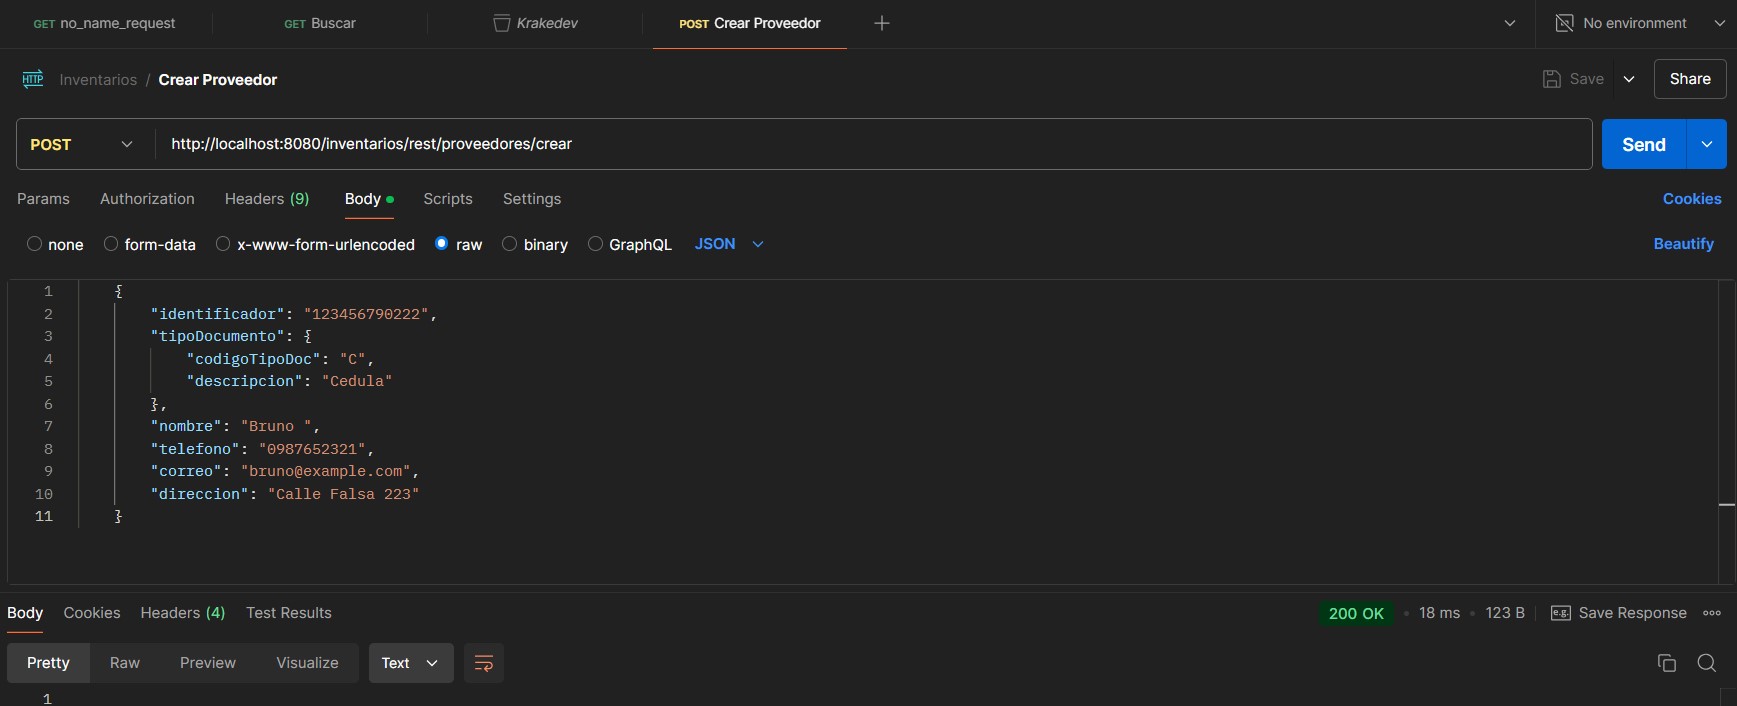 GET no_name_request GET Buscar Krakedev POST Crear Proveedor No environment
HTTP Inventarios / Crear Proveedor Save Share
POST http://localhost:8080/inventarios/rest/proveedores/crear Send
Params Authorization Headers (9) Body Scripts Settings Cookies
none form-data x-www-form-urlencoded raw binary GraphQL JSON Beautify
1 {
2 "identificador": "123456790222",
3 "tipoDocumento": {
4 "codigoTipoDoc": "C",
5 "descripcion": "Cedula"
6 },
7 "nombre": "Bruno ",
8 "telefono": "0987652321",
9 "correo": "bruno@example.com",
10 "direccion": "Calle Falsa 223"
11 }
Body Cookies Headers (4) Test Results 200 OK 18 ms 123 B e.g. Save Response
Pretty Raw Preview Visualize Text
1